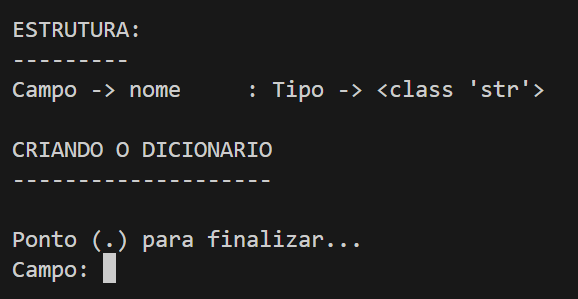 ESTRUTURA:
---------
Campo -> nome     : Tipo -> <class 'str'>
CRIANDO O DICIONARIO
--------------------
Ponto (.) para finalizar...
Campo: